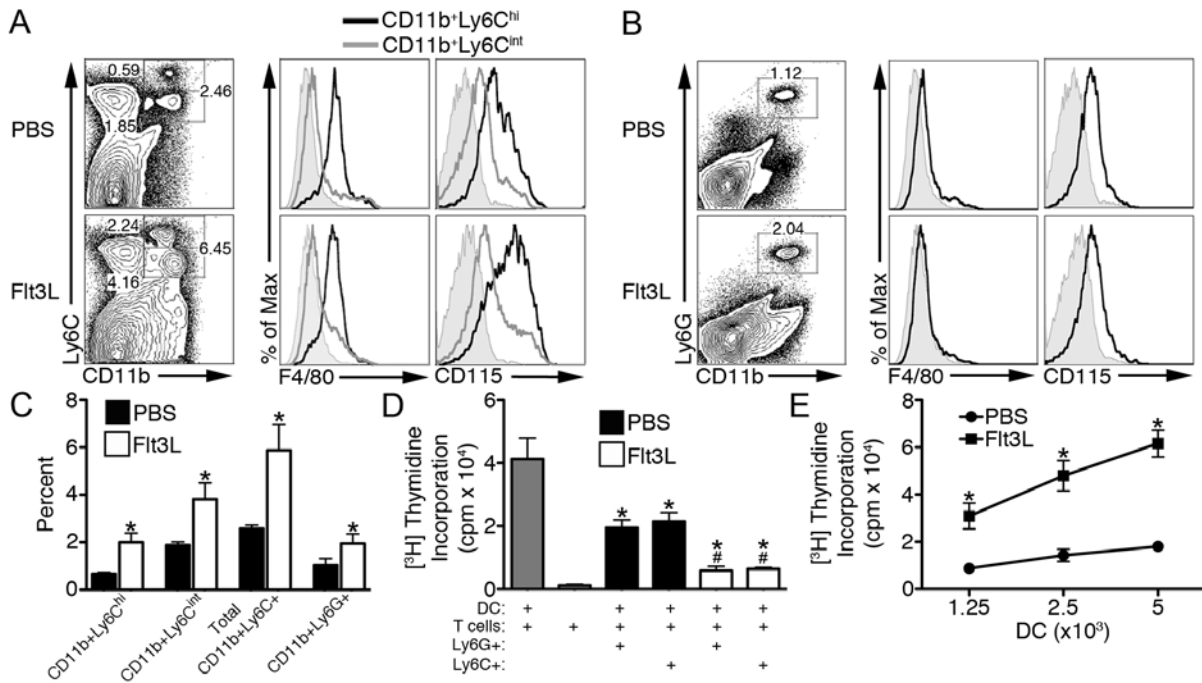 A
CD11b+Ly6Chi
CD11b+Ly6Cint
B
0.59
2.46
1.85
PBS
1.12
PBS
2.24
6.45
4.16
Flt3L
2.04
Flt3L
Ly6C
% of Max
Ly6G
% of Max
CD11b
F4/80
CD115
CD11b
F4/80
CD115
C
8
6
4
2
0
Percent
PBS
Flt3L
*
*
*
*
CD11b+Ly6Chi
CD11b+Ly6Cint
Total
CD11b+Ly6C+
CD11b+Ly6G+
D
[3H] Thymidine
Incorporation
(cpm x 104)
6
4
2
0
PBS
Flt3L
*
*
*
#
*
#
DC: + + + + +
T cells: + + + + + +
Ly6G+: + +
Ly6C+: + +
E
[3H] Thymidine
Incorporation
(cpm x 104)
8
6
4
2
0
PBS
Flt3L
*
*
*
1.25 2.5 5
DC (x103)